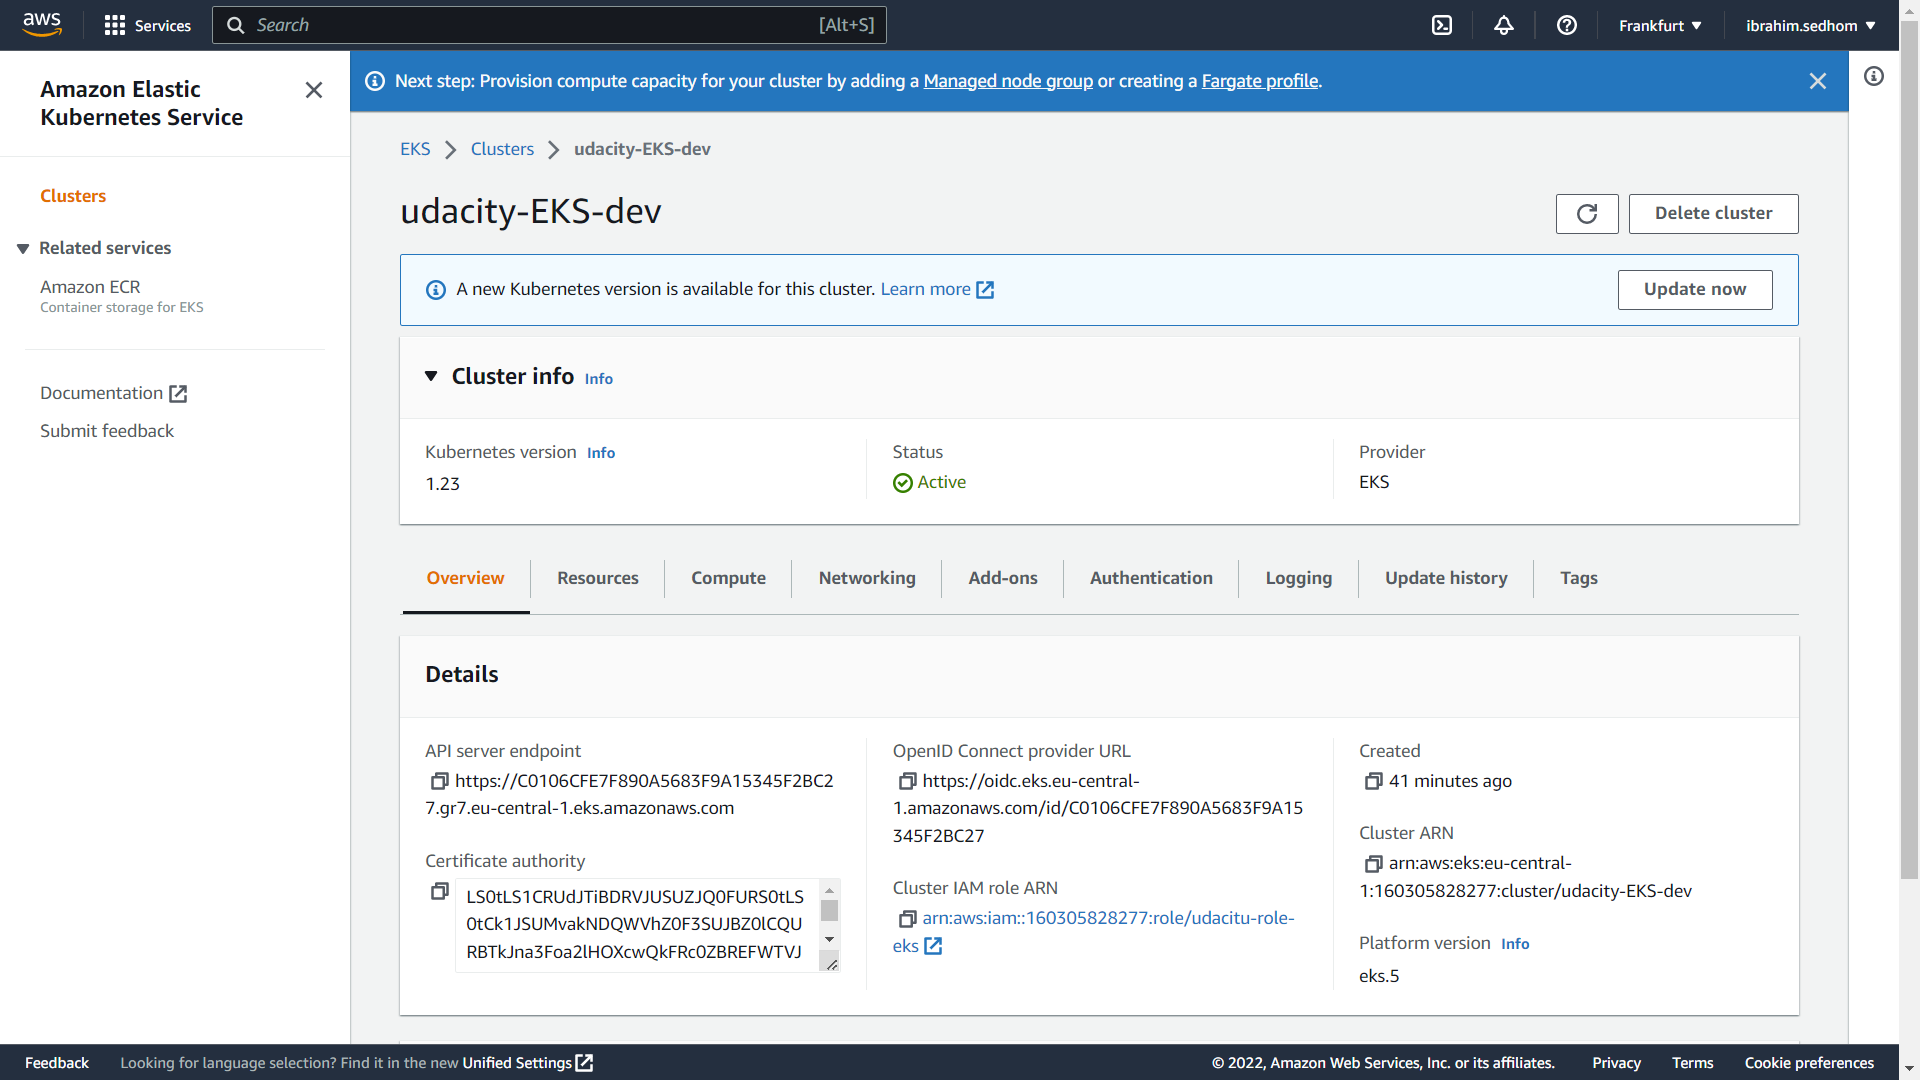 aws
Services
Search
[Alt+S]
Frankfurt
ibrahim.sedhom
Amazon Elastic
Kubernetes Service
Clusters
Related services
Amazon ECR
Container storage for EKS
Documentation
Submit feedback
Next step: Provision compute capacity for your cluster by adding a Managed node group or creating a Fargate profile.
EKS > Clusters > udacity-EKS-dev
udacity-EKS-dev
Delete cluster
A new Kubernetes version is available for this cluster. Learn more
Update now
Cluster info Info
Kubernetes version Info
1.23
Status
Active
Provider
EKS
Overview
Resources
Compute
Networking
Add-ons
Authentication
Logging
Update history
Tags
Details
API server endpoint
https://C0106CFE7F890A5683F9A15345F2BC2
7.gr7.eu-central-1.eks.amazonaws.com
Certificate authority
LS0tLS1CRUdJTiBDRVJUSUZJQ0FURS0tLS
0tCk1JSUMvakNDQWVhZ0F3SUJBZ0lCQU
RBTkJna3Foa2lHOXcwQkFRc0ZBREFWTVJ
OpenID Connect provider URL
https://oidc.eks.eu-central-
1.amazonaws.com/id/C0106CFE7F890A5683F9A15
345F2BC27
Cluster IAM role ARN
arn:aws:iam::160305828277:role/udacitu-role-
eks
Created
41 minutes ago
Cluster ARN
arn:aws:eks:eu-central-
1:160305828277:cluster/udacity-EKS-dev
Platform version Info
eks.5
Feedback
Looking for language selection? Find it in the new Unified Settings
© 2022, Amazon Web Services, Inc. or its affiliates.
Privacy
Terms
Cookie preferences